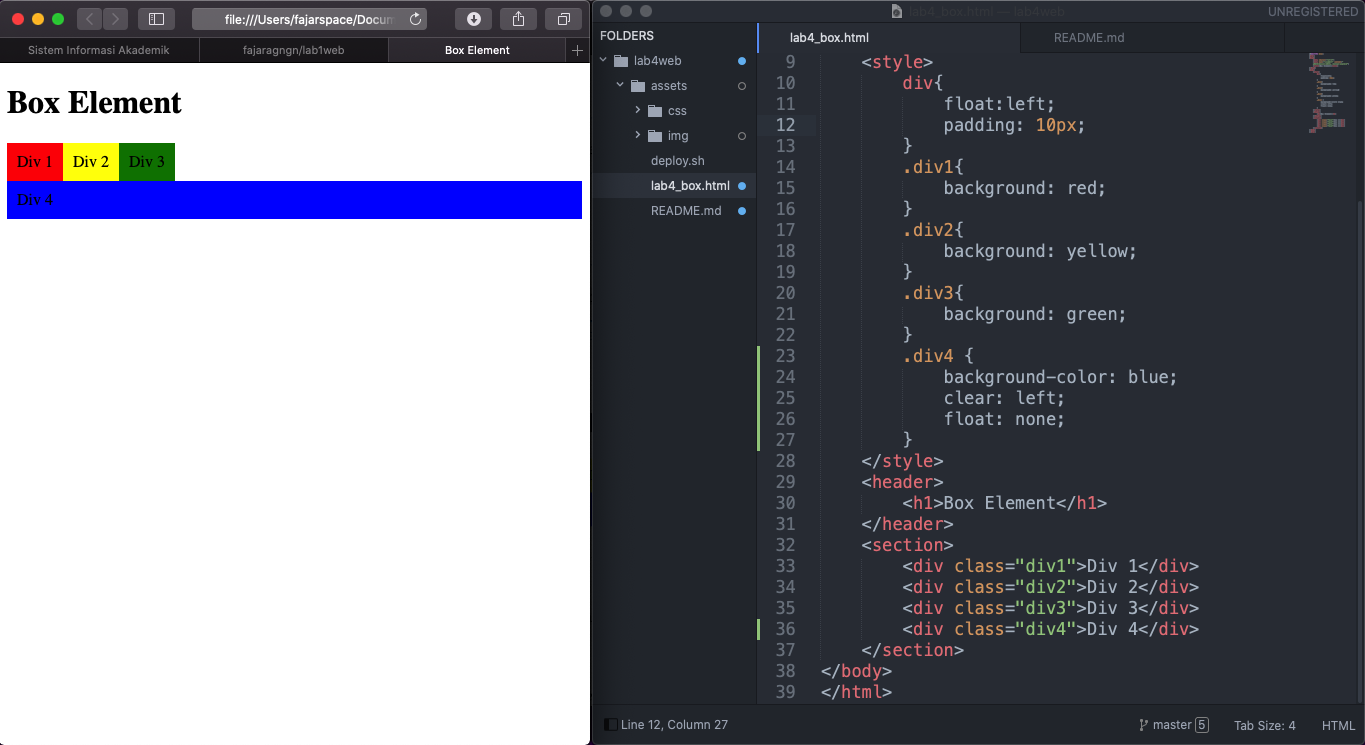 file:///Users/fajarspace/Docum
Sistem Informasi Akademik
fajaragngn/lab1web
Box Element
Box Element
Div 1
Div 2
Div 3
Div 4
lab4_box.html — lab4web
UNREGISTERED
FOLDERS
lab4web
assets
css
img
deploy.sh
lab4_box.html
README.md
lab4_box.html
README.md
9 <style>
10 div{
11 float:left;
12 padding: 10px;
13 }
14 .div1{
15 background: red;
16 }
17 .div2{
18 background: yellow;
19 }
20 .div3{
21 background: green;
22 }
23 .div4 {
24 background-color: blue;
25 clear: left;
26 float: none;
27 }
28 </style>
29 <header>
30 <h1>Box Element</h1>
31 </header>
32 <section>
33 <div class="div1">Div 1</div>
34 <div class="div2">Div 2</div>
35 <div class="div3">Div 3</div>
36 <div class="div4">Div 4</div>
37 </section>
38 </body>
39 </html>
Line 12, Column 27
master 5
Tab Size: 4
HTML